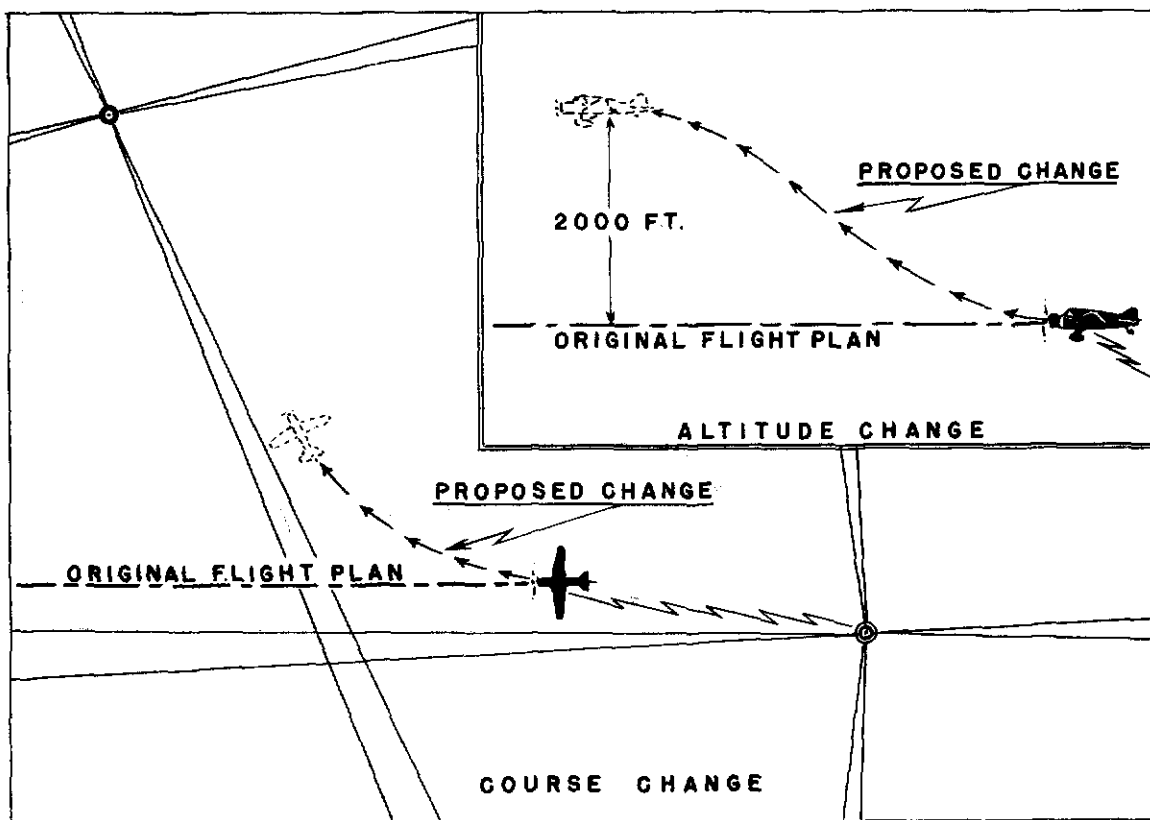 PROPOSED CHANGE
2000 FT.
ORIGINAL FLIGHT PLAN
ALTITUDE CHANGE
PROPOSED CHANGE
ORIGINAL FLIGHT PLAN
COURSE CHANGE